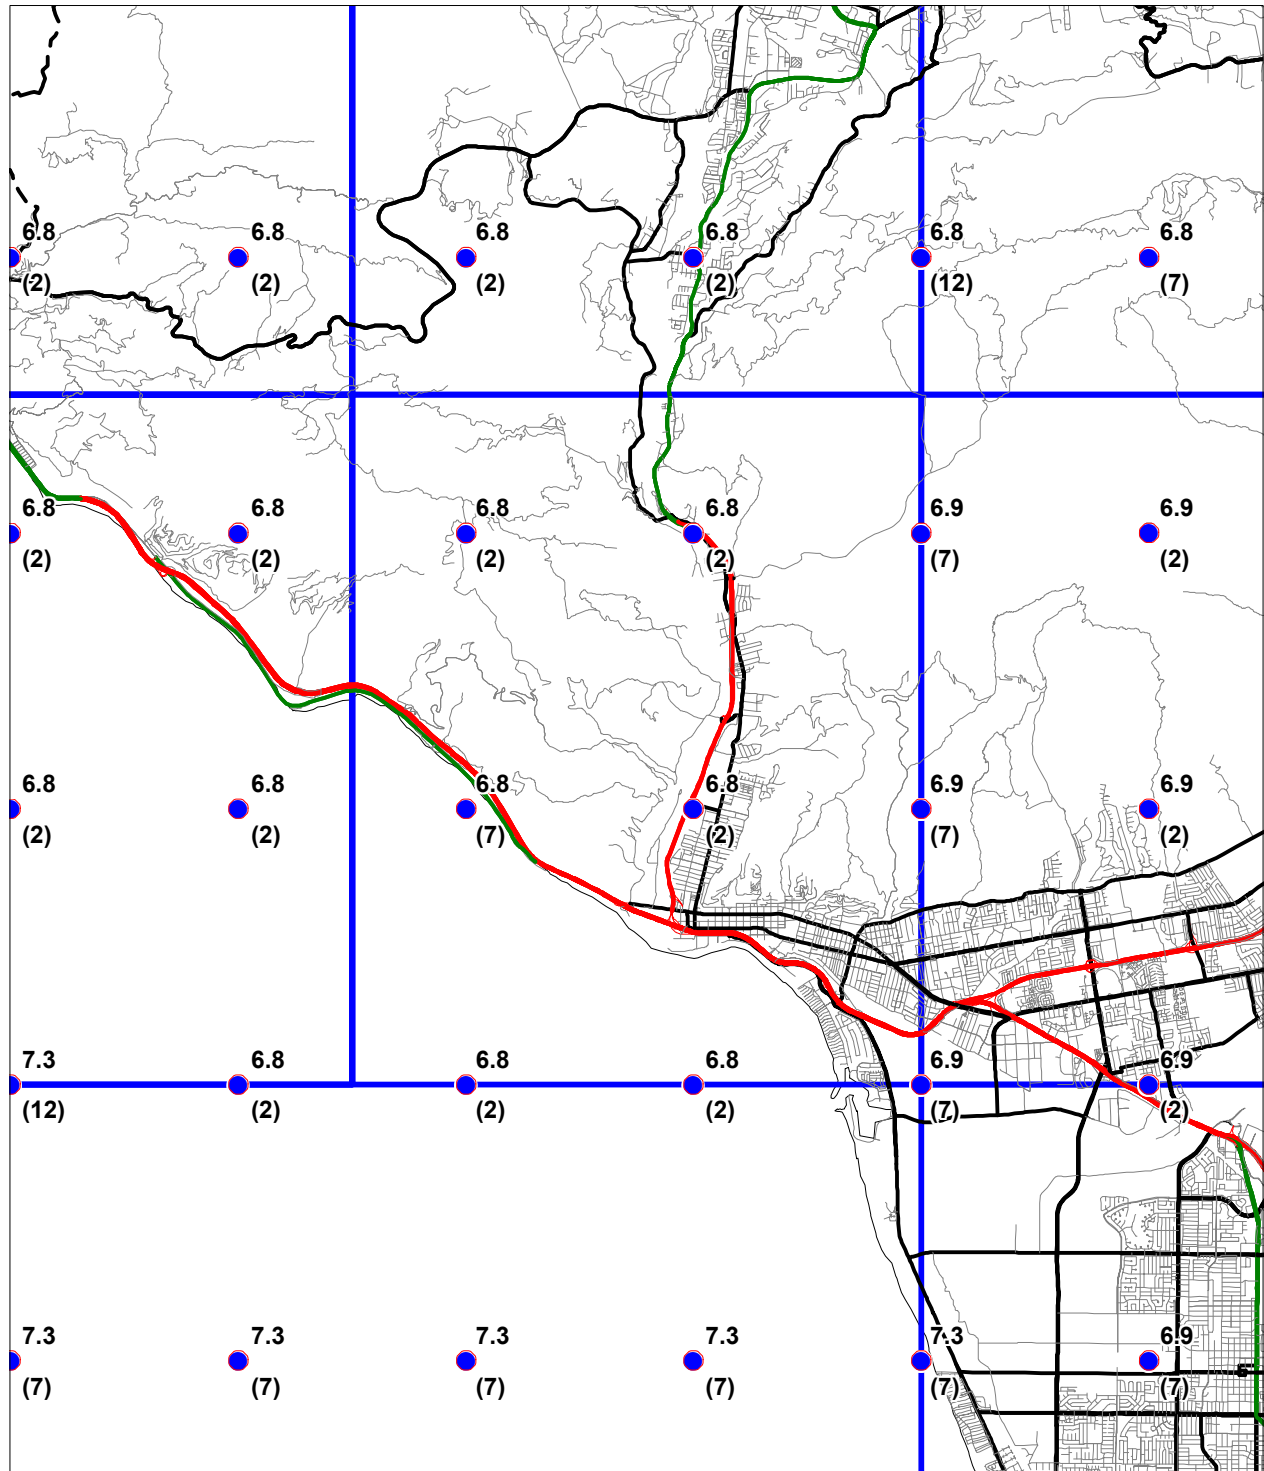 6.8 6.8 6.8 6.8 6.8 6.8
(2) (2) (2) (2) (12) (7)
6.8 6.8 6.8 6.8 6.9 6.9
(2) (2) (2) (2) (7) (2)
6.8 6.8 6.8 6.8 6.9 6.9
(2) (2) (7) (2) (7) (2)
7.3 6.8 6.8 6.8 6.9 6.9
(12) (2) (2) (2) (7) (2)
7.3 7.3 7.3 7.3 7.3 6.9
(7) (7) (7) (7) (7) (7)